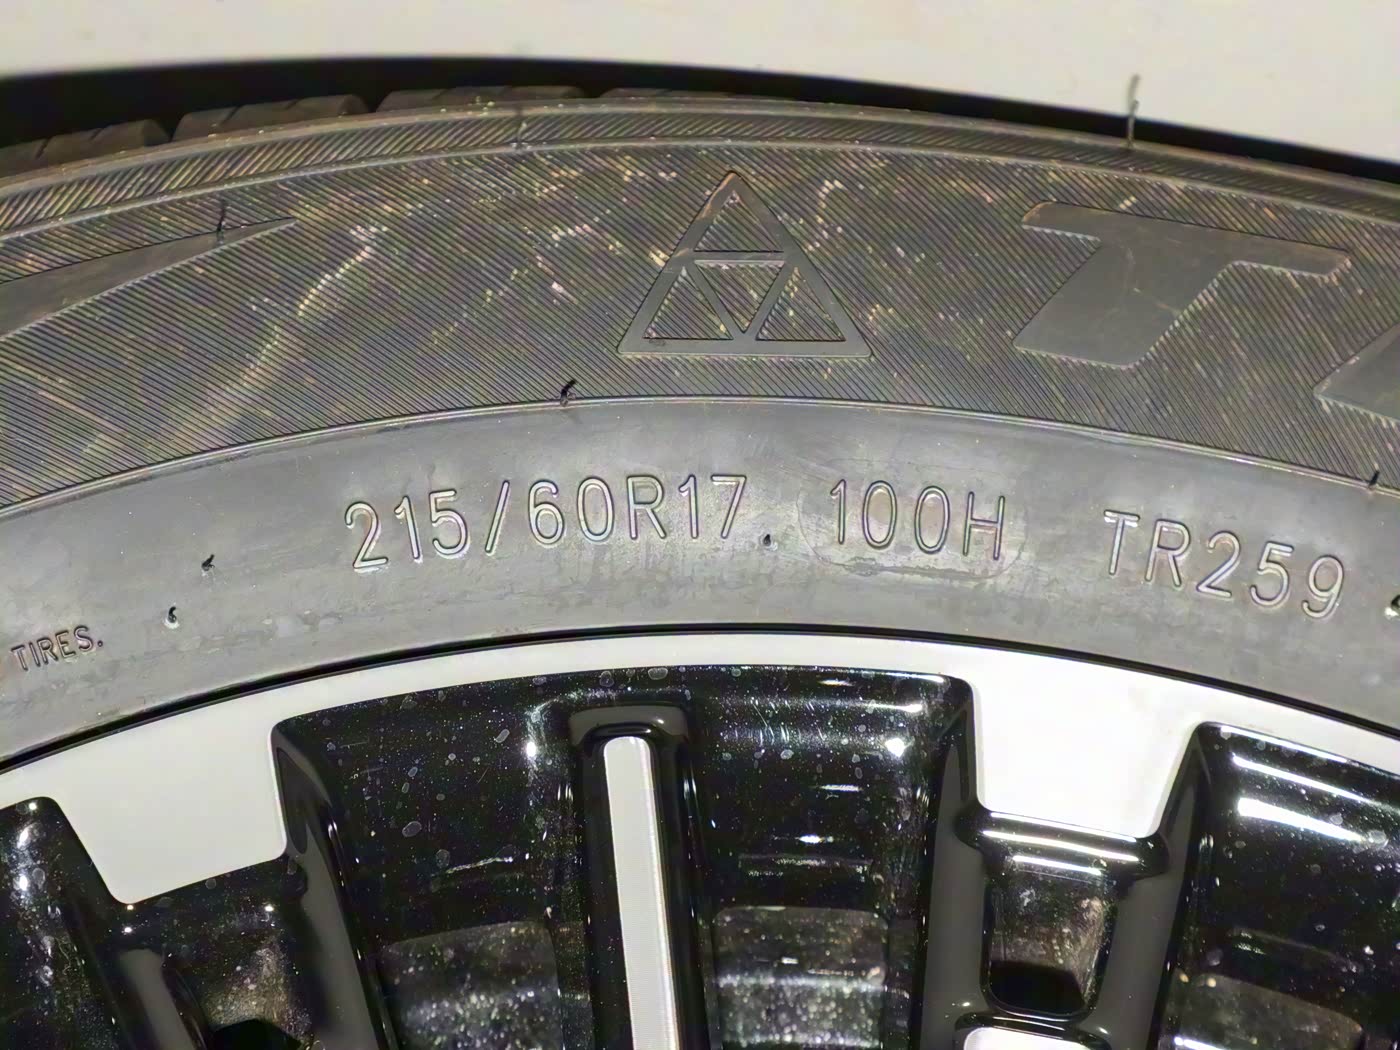 215/60R17 100H TR259
TIRES.